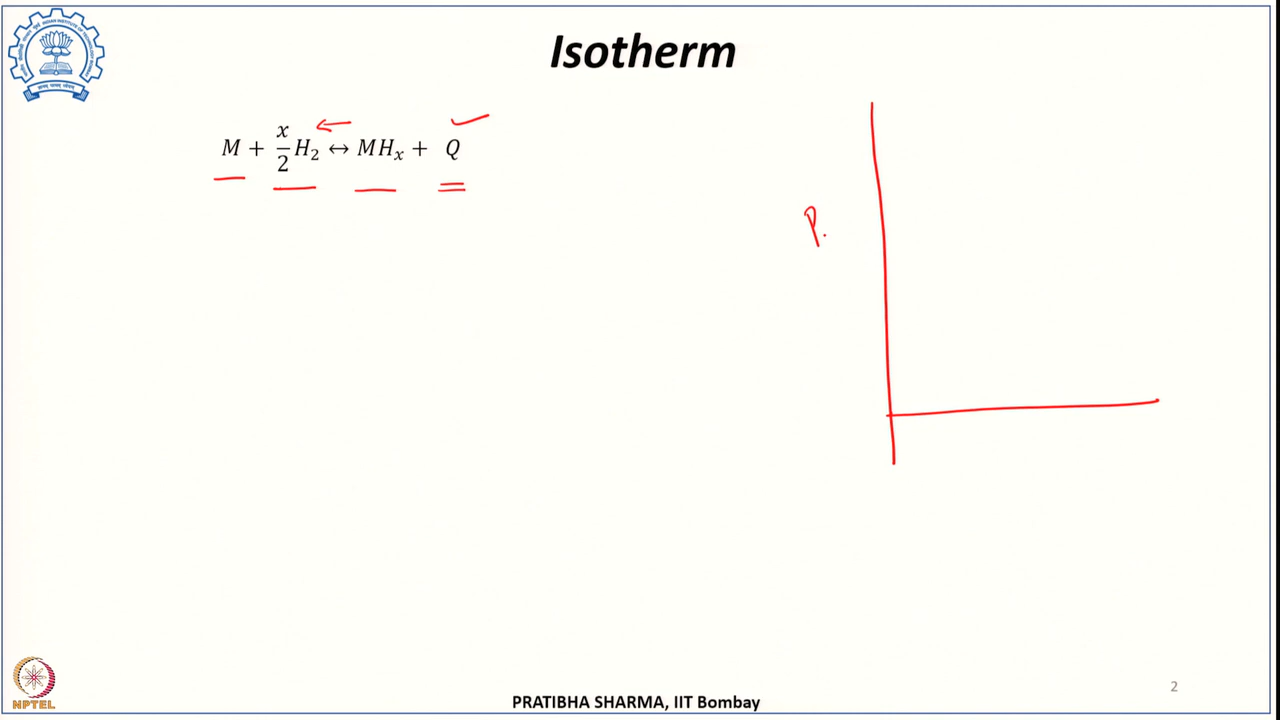 Isotherm
M + x/2 H₂ ↔ MHₓ + Q
P.
NPTEL
PRATIBHA SHARMA, IIT Bombay
2